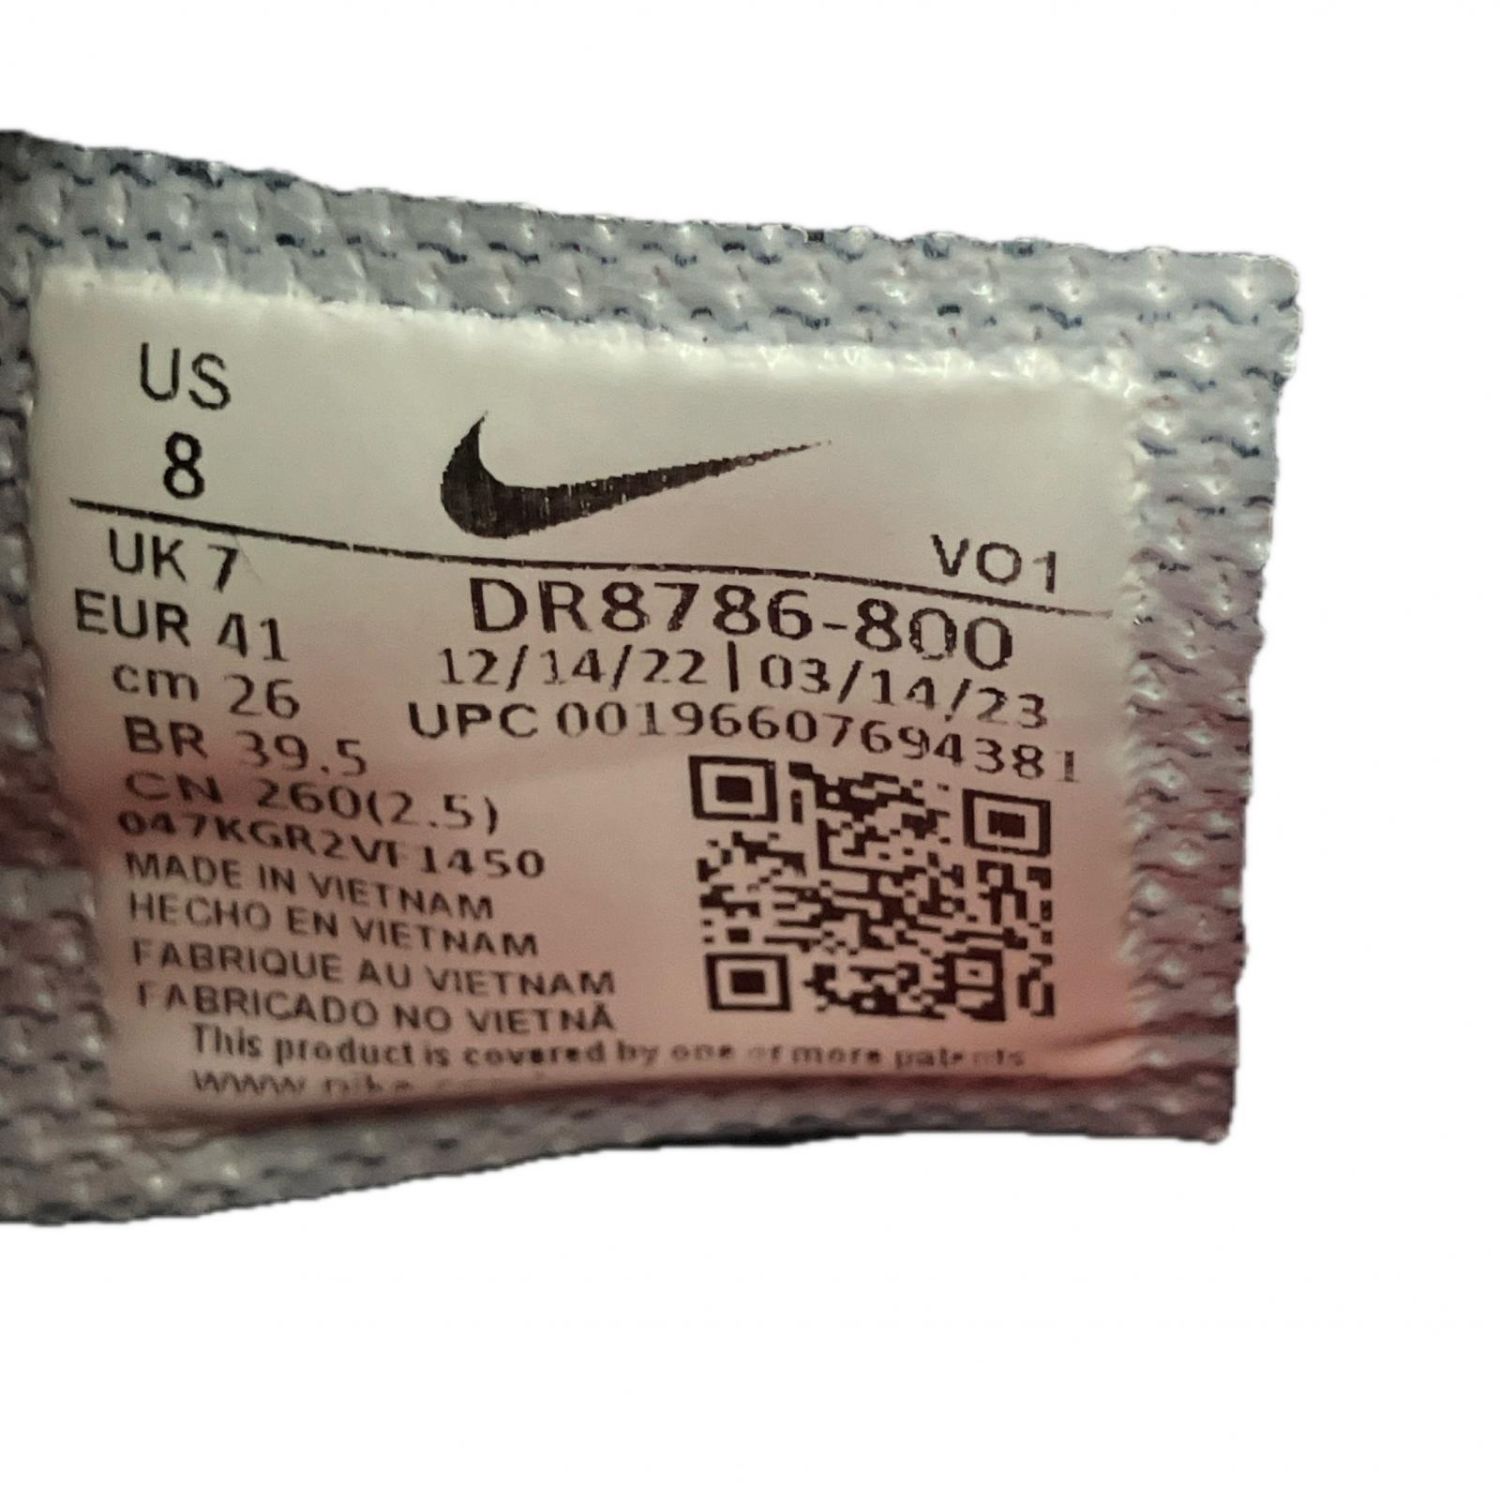 US
8
VO1
UK 7
EUR 41
cm 26
BR 39.5
CN 260(2.5)
DR8786-800
12/14/22 | 03/14/23
UPC 00196607694381
047KGR2VF1450
MADE IN VIETNAM
HECHO EN VIETNAM
FABRIQUE AU VIETNAM
FABRICADO NO VIETNÃ
This product is covered by one or more patents